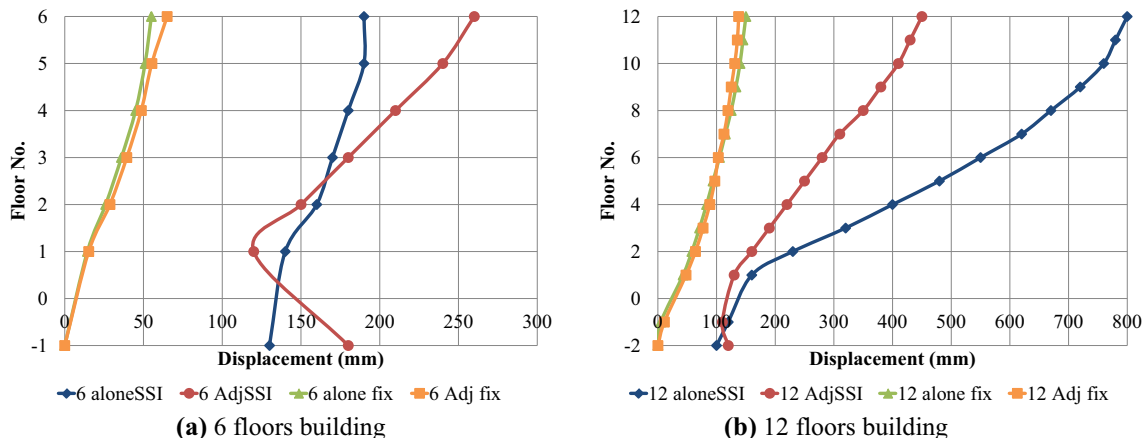 6
5
4
3
2
1
0
-1
Floor No.
0 50 100 150 200 250 300
Displacement (mm)
6 aloneSSI 6 AdjSSI 6 alone fix 6 Adj fix
(a) 6 floors building
12
10
8
6
4
2
0
-2
Floor No.
0 100 200 300 400 500 600 700 800
Displacement (mm)
12 aloneSSI 12 AdjSSI 12 alone fix 12 Adj fix
(b) 12 floors building